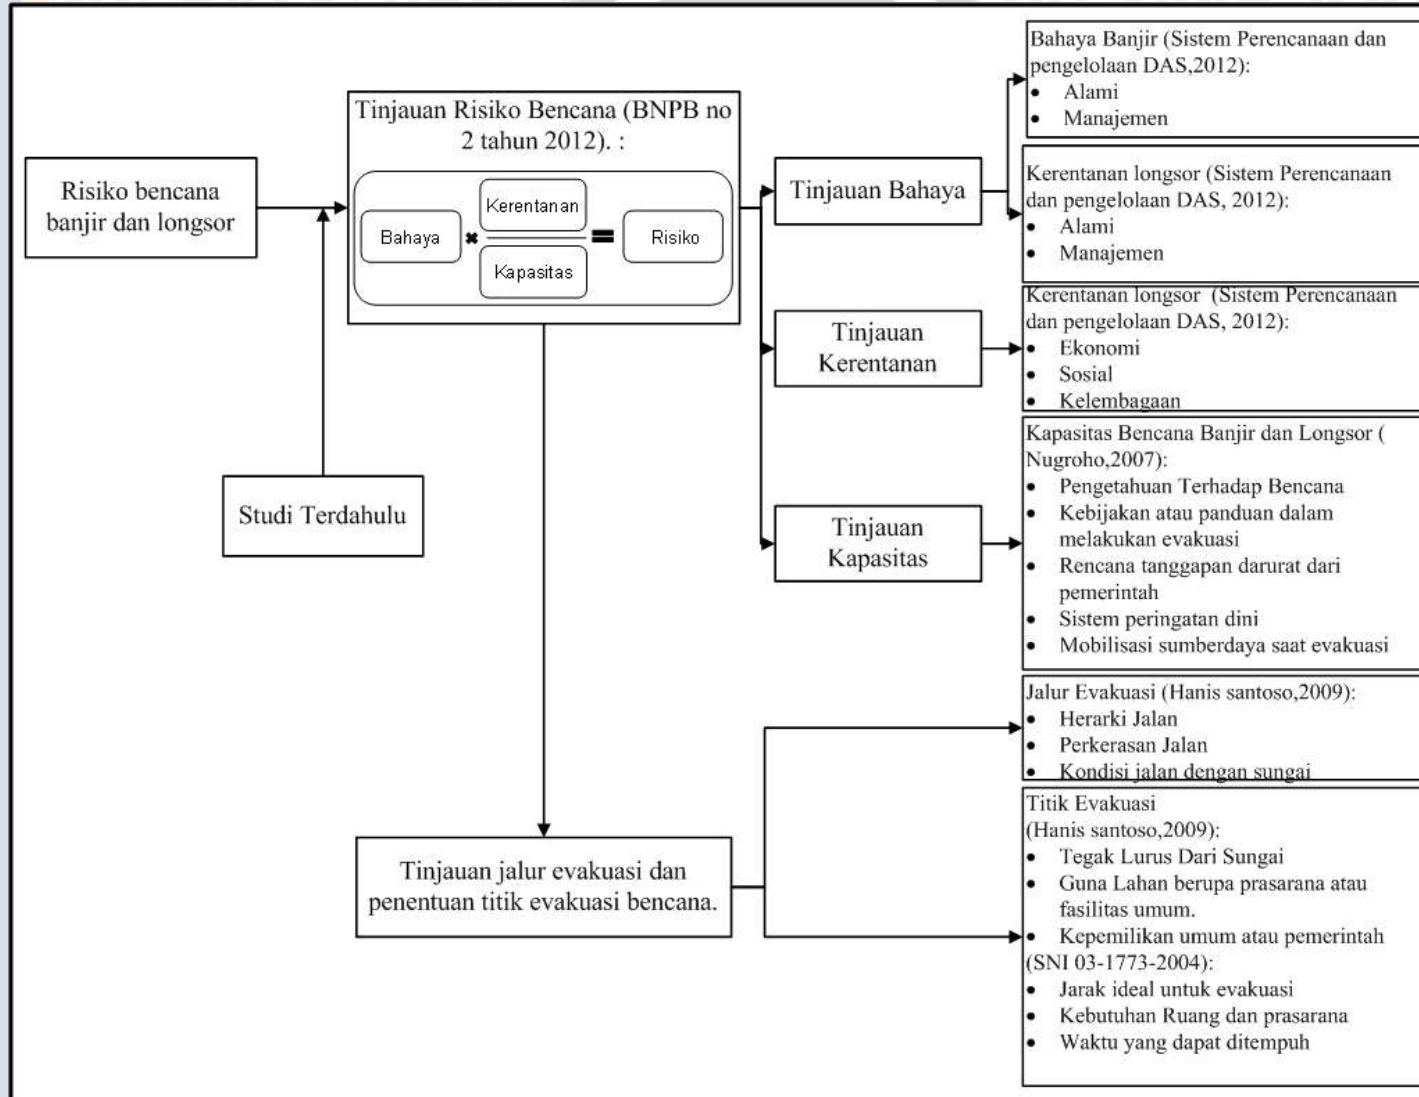 Risiko bencana
banjir dan longsor
Studi Terdahulu
Tinjauan Risiko Bencana (BNPB no
2 tahun 2012). :
Bahaya
×
Kerentanan
Kapasitas
=
Risiko
Tinjauan Bahaya
Tinjauan
Kerentanan
Tinjauan
Kapasitas
Tinjauan jalur evakuasi dan
penentuan titik evakuasi bencana.
Bahaya Banjir (Sistem Perencanaan dan
pengelolaan DAS,2012):
• Alami
• Manajemen
Kerentanan longsor (Sistem Perencanaan
dan pengelolaan DAS, 2012):
• Alami
• Manajemen
Kerentanan longsor (Sistem Perencanaan
dan pengelolaan DAS, 2012):
• Ekonomi
• Sosial
• Kelembagaan
Kapasitas Bencana Banjir dan Longsor (
Nugroho,2007):
• Pengetahuan Terhadap Bencana
• Kebijakan atau panduan dalam
melakukan evakuasi
• Rencana tanggapan darurat dari
pemerintah
• Sistem peringatan dini
• Mobilisasi sumberdaya saat evakuasi
Jalur Evakuasi (Hanis santoso,2009):
• Herarki Jalan
• Perkerasan Jalan
• Kondisi jalan dengan sungai
Titik Evakuasi
(Hanis santoso,2009):
• Tegak Lurus Dari Sungai
• Guna Lahan berupa prasarana atau
fasilitas umum.
• Kepemilikan umum atau pemerintah
(SNI 03-1773-2004):
• Jarak ideal untuk evakuasi
• Kebutuhan Ruang dan prasarana
• Waktu yang dapat ditempuh